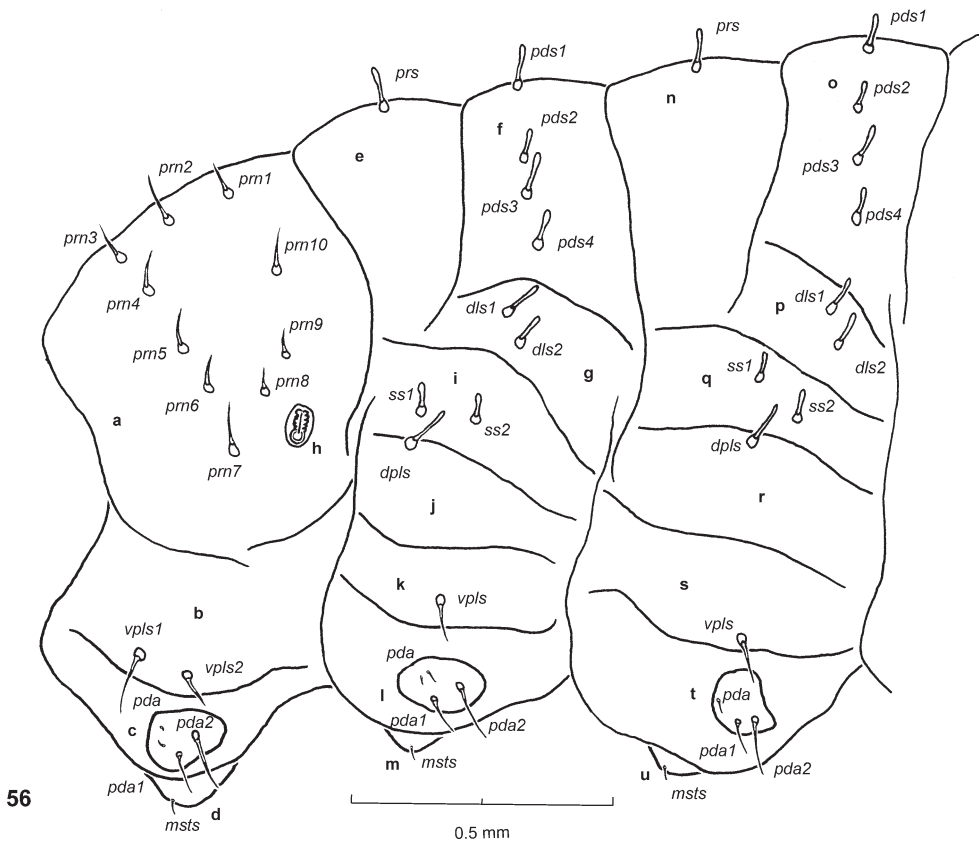 pds1
prs
pds1
prs
n
o
pds2
pds2
f
e
pds3
prn2
prn1
pds3
pds4
prn3
prn10
pds4
prn4
dls1
dls1
p
prn9
prn5
dls2
dls2
ss1
i
g
q
prn8
prn6
ss1
ss2
ss2
a
h
dpls
dpls
prn7
r
j
k
s
vpls
b
vpls
vpls1
pda
vpls2
l
t
pda
pda
pda2
c
pda1
pda2
pda1
m
msts
pda2
pda1
u
msts
56
d
msts
0.5 mm